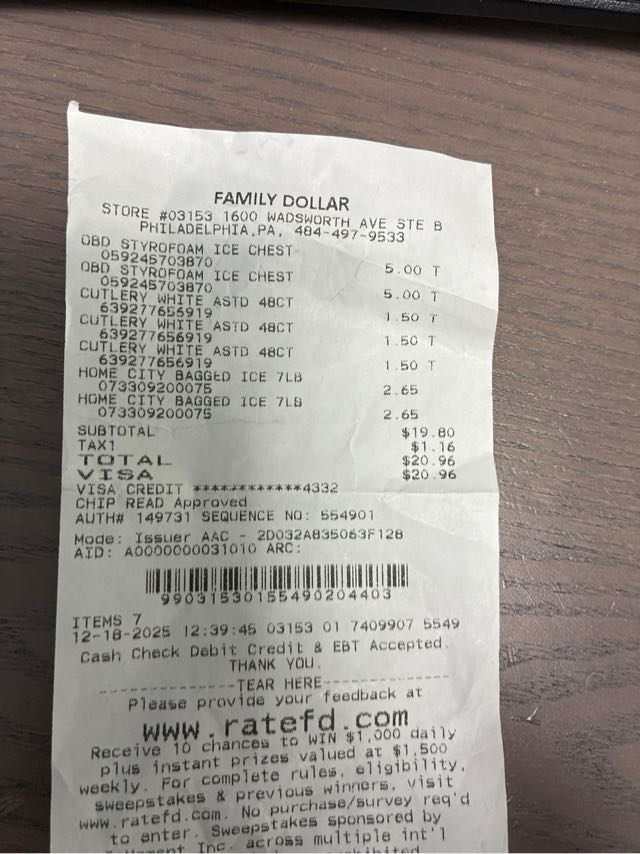 FAMILY DOLLAR
STORE #03153 1600 WADSWORTH AVE STE B
PHILADELPHIA,PA, 484-497-9533
OBD STYROFOAM ICE CHEST
059245703870 5.00 T
OBD STYROFOAM ICE CHEST
059245703870 5.00 T
CUTLERY WHITE ASTD 48CT
639277656919 1.50 T
CUTLERY WHITE ASTD 48CT
639277656919 1.50 T
CUTLERY WHITE ASTD 48CT
639277656919 1.50 T
HOME CITY BAGGED ICE 7LB
073309200075 2.65
HOME CITY BAGGED ICE 7LB
073309200075 2.65
SUBTOTAL $19.80
TAX1 $1.16
TOTAL $20.96
VISA $20.96
VISA CREDIT ************4332
CHIP READ Approved
AUTH# 149731 SEQUENCE NO: 554901
Mode: Issuer AAC - 2D032A835063F128
AID: A0000000031010 ARC:
99031530155490204403
ITEMS 7
12-18-2025 12:39:45 03153 01 7409907 5549
Cash Check Debit Credit & EBT Accepted.
THANK YOU.
--------------------TEAR HERE--------------------
Please provide your feedback at
www.ratefd.com
Receive 10 chances to WIN $1,000 daily
plus instant prizes valued at $1,500
weekly. For complete rules, eligibility,
sweepstakes & previous winners, visit
www.ratefd.com. No purchase/survey req'd
to enter. Sweepstakes sponsored by
Inc. across multiple int'l